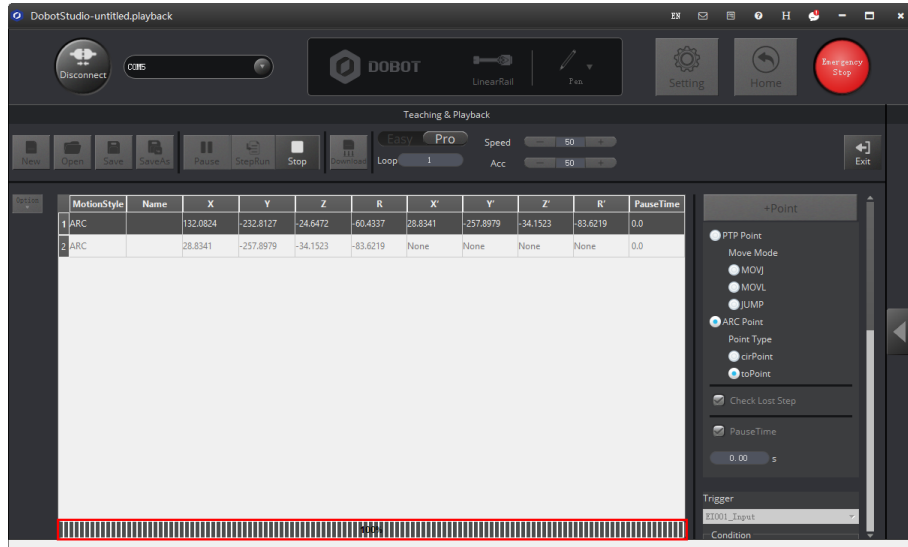 DobotStudio-untitled.playback EN H
Disconnect COM5 DOBOT LinearRail Pen Setting Home Emergency Stop
Teaching & Playback
New Open Save SaveAs Pause StepRun Stop Download Easy Pro Loop 1 Speed - 50 + Acc - 50 + Exit
Option
MotionStyle Name X Y Z R X' Y' Z' R' PauseTime
1 ARC 132.0824 -232.8127 -24.6472 -60.4337 28.8341 -257.8979 -34.1523 -83.6219 0.0
2 ARC 28.8341 -257.8979 -34.1523 -83.6219 None None None None 0.0
+Point
PTP Point
Move Mode
MOVJ
MOVL
JUMP
ARC Point
Point Type
cirPoint
toPoint
Check Lost Step
PauseTime
0.00 s
Trigger
EIO01_Input
Condition
100%